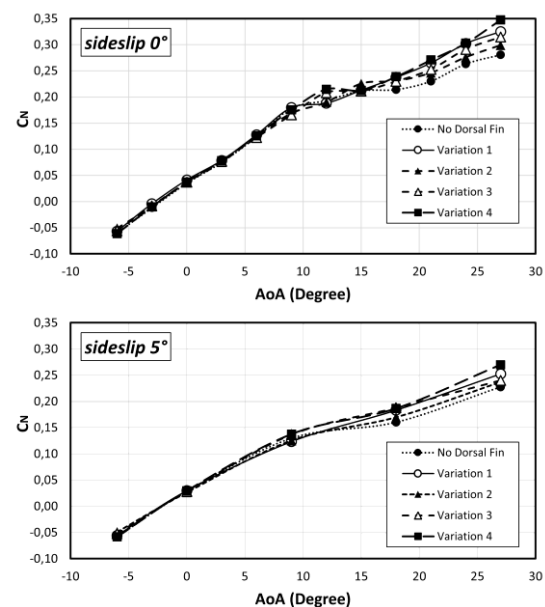 0,35
sideslip 0°
0,30
0,25
0,20
CN
0,15
0,10
0,05
0,00
-0,05
-0,10
No Dorsal Fin
Variation 1
Variation 2
Variation 3
Variation 4
-10 -5 0 5 10 15 20 25 30
AoA (Degree)
0,35
sideslip 5°
0,30
0,25
0,20
CN
0,15
0,10
0,05
0,00
-0,05
-0,10
No Dorsal Fin
Variation 1
Variation 2
Variation 3
Variation 4
-10 -5 0 5 10 15 20 25 30
AoA (Degree)